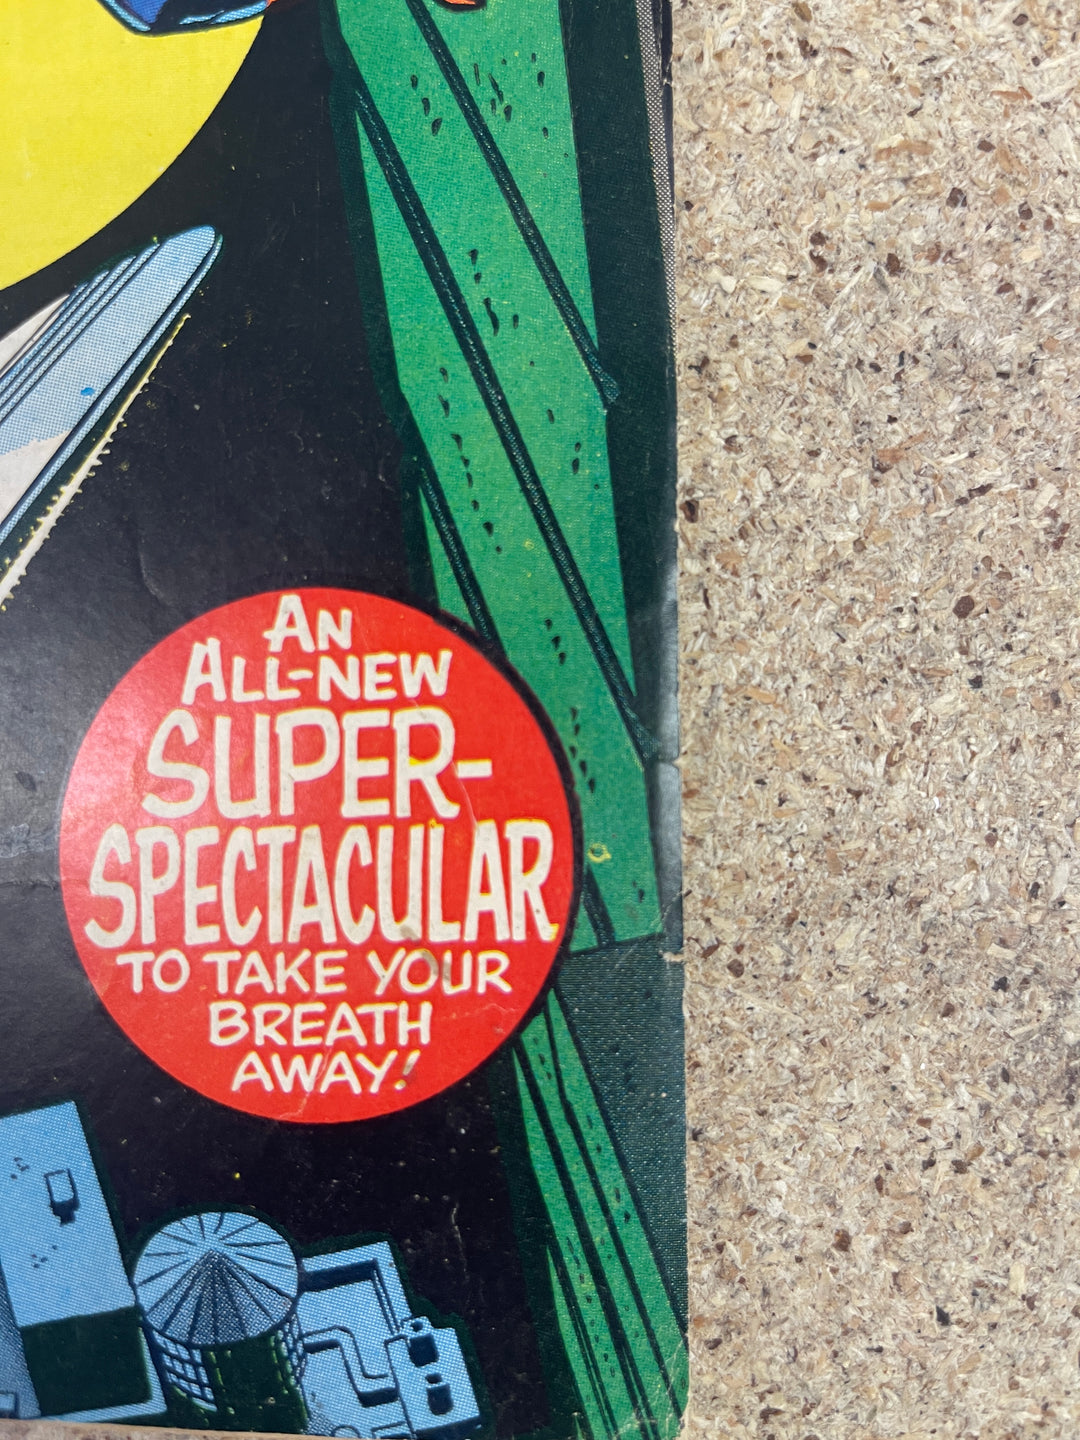 AN
ALL-NEW
SUPER-
SPECTACULAR
TO TAKE YOUR
BREATH
AWAY!